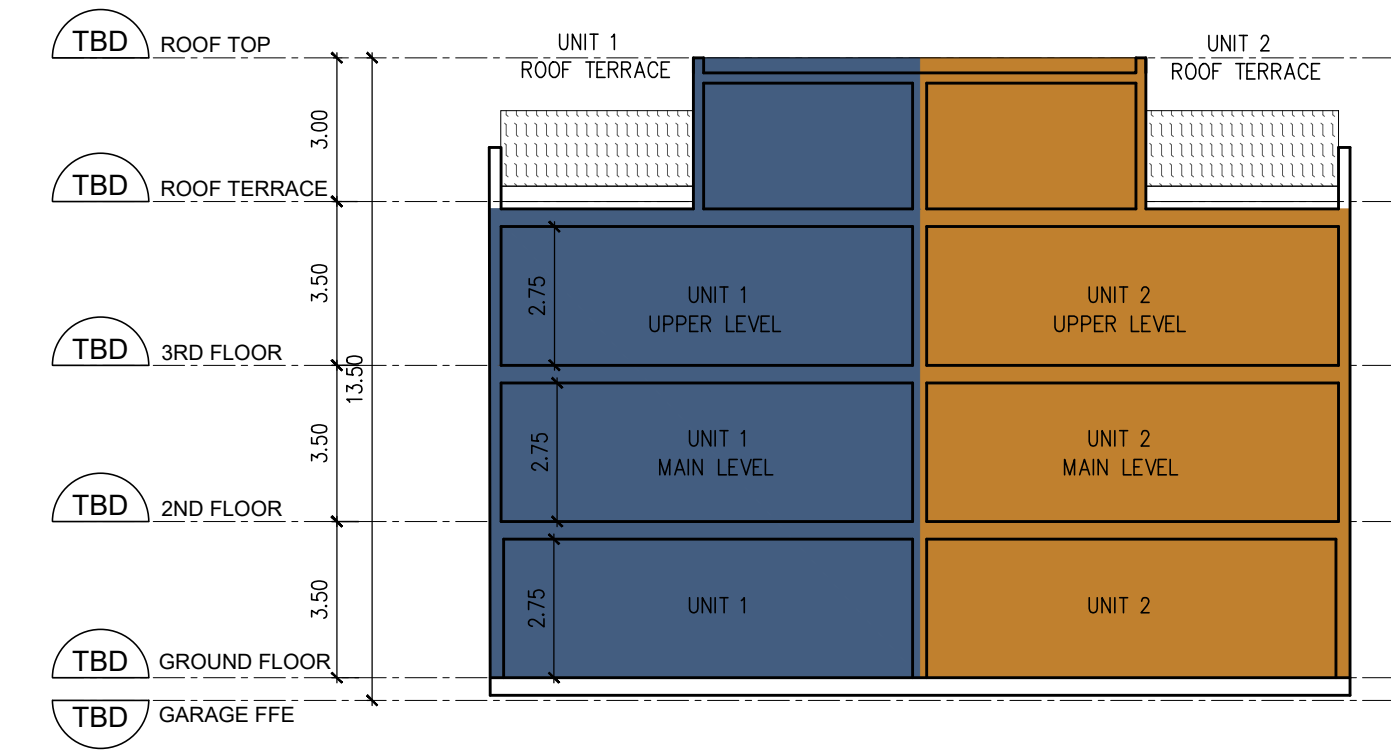 UNIT 1
UNIT 2
TBD ROOF TOP
ROOF TERRACE
ROOF TERRACE
3.00
TBD ROOF TERRACE
3.50
2.75
UNIT 1
UPPER LEVEL
UNIT 2
UPPER LEVEL
TBD 3RD FLOOR
13.50
3.50
2.75
UNIT 1
MAIN LEVEL
UNIT 2
MAIN LEVEL
TBD 2ND FLOOR
3.50
2.75
UNIT 1
UNIT 2
TBD GROUND FLOOR
TBD GARAGE FFE